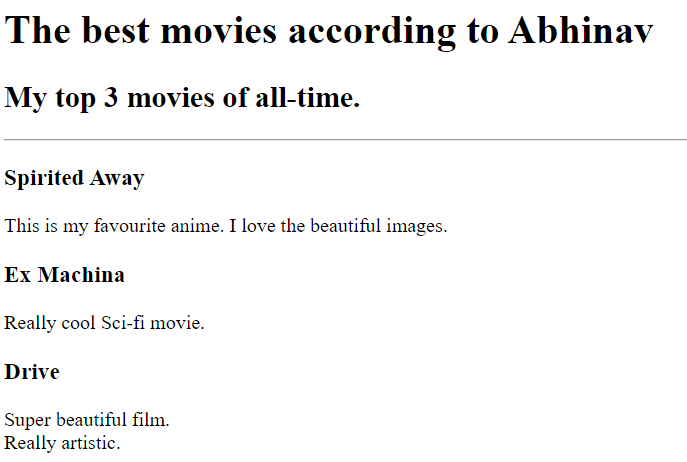 The best movies according to Abhinav
My top 3 movies of all-time.
Spirited Away
This is my favourite anime. I love the beautiful images.
Ex Machina
Really cool Sci-fi movie.
Drive
Super beautiful film.
Really artistic.